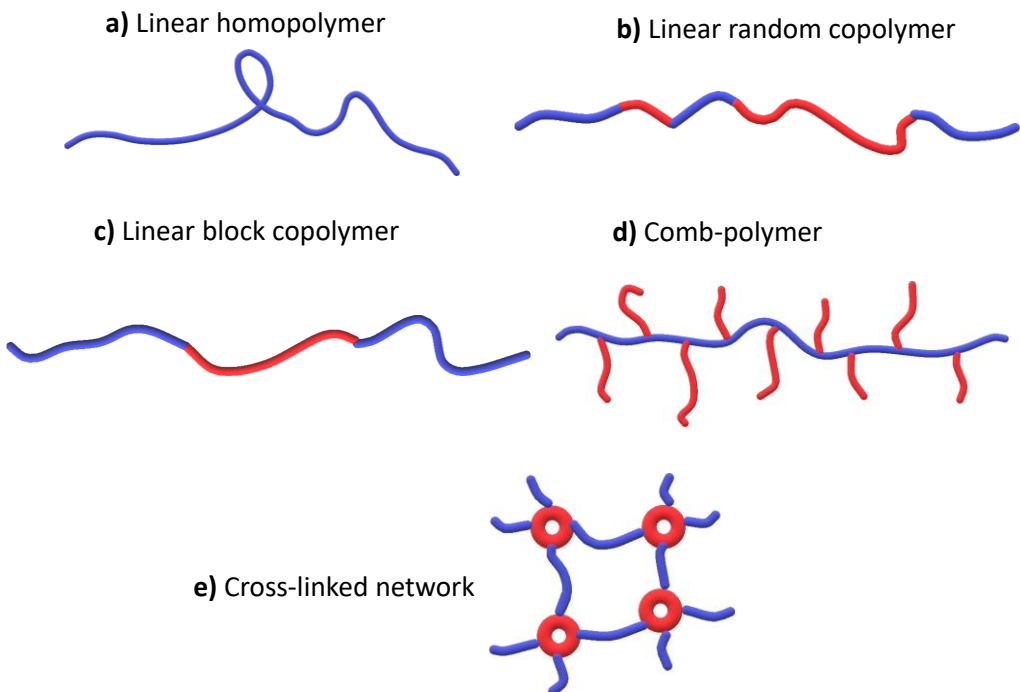 a) Linear homopolymer
b) Linear random copolymer
c) Linear block copolymer
d) Comb-polymer
e) Cross-linked network